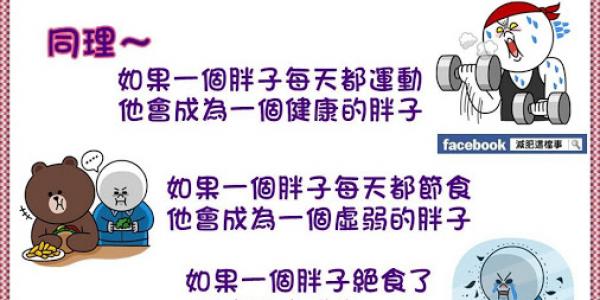 同理～
如果一個胖子每天都運動
他會成為一個健康的胖子
facebook 減肥這檔事
如果一個胖子每天都節食
他會成為一個虛弱的胖子
如果一個胖子絕食了